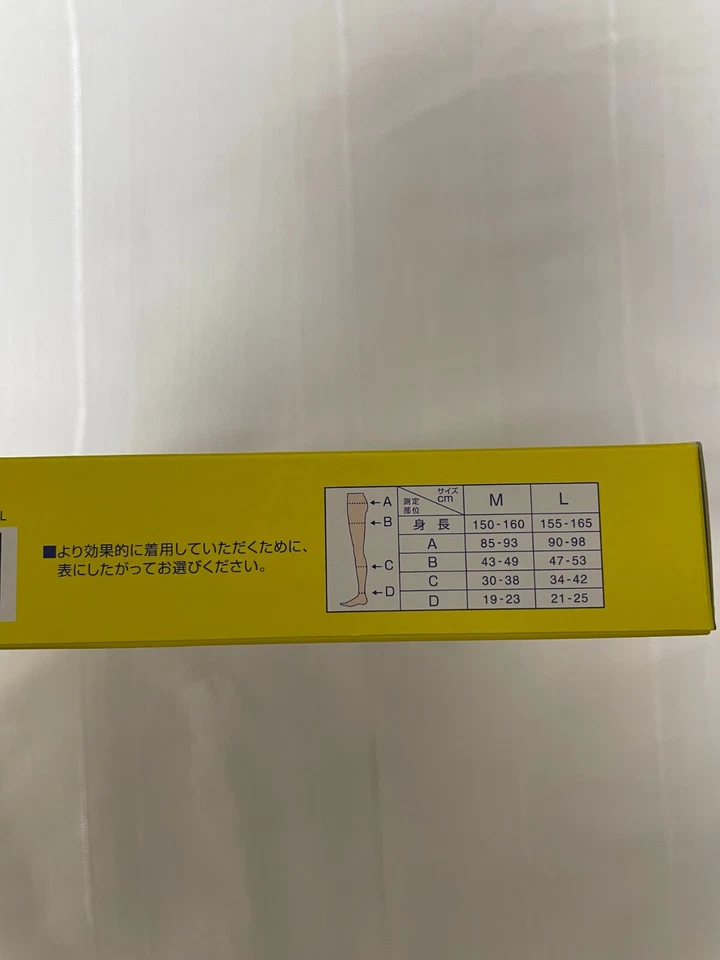 L
■より効果的に着用していただくために、
表にしたがってお選びください。
←A
←B
←C
←D
サイズ cm 測定部位 M L
身長 150-160 155-165
A 85-93 90-98
B 43-49 47-53
C 30-38 34-42
D 19-23 21-25